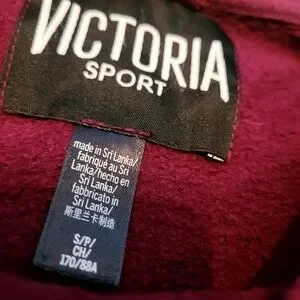 VICTORIA
SPORT
made in Sri Lanka/
fabriqué au Sri
Lanka/hecho en
Sri Lanka/
fabbricato in
Sri Lanka/
斯里兰卡制造
S/P/
CH/
170/88A